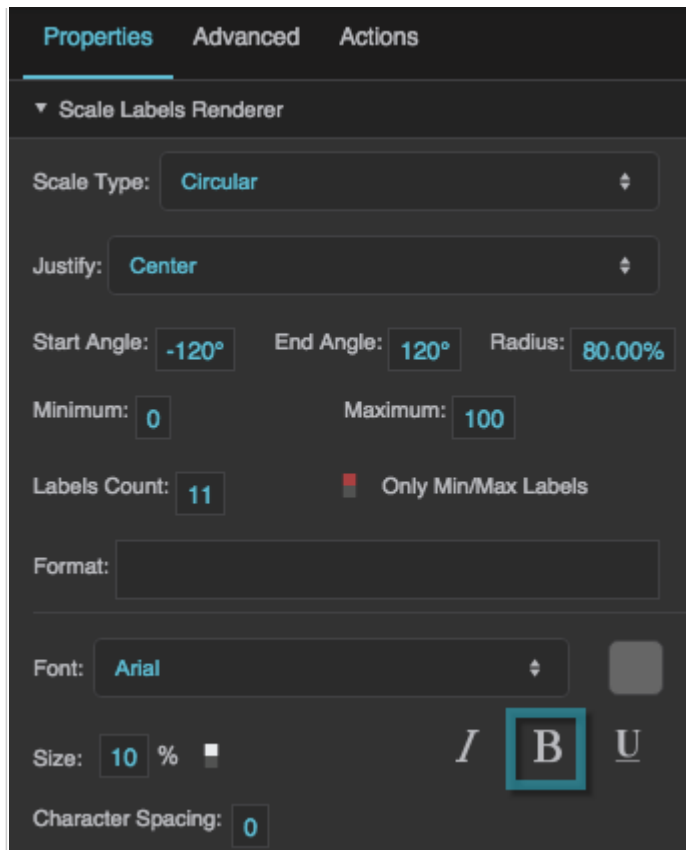 Properties Advanced Actions
Scale Labels Renderer
Scale Type: Circular
Justify: Center
Start Angle: -120° End Angle: 120° Radius: 80.00%
Minimum: 0 Maximum: 100
Labels Count: 11 Only Min/Max Labels
Format:
Font: Arial
Size: 10 % I B U
Character Spacing: 0